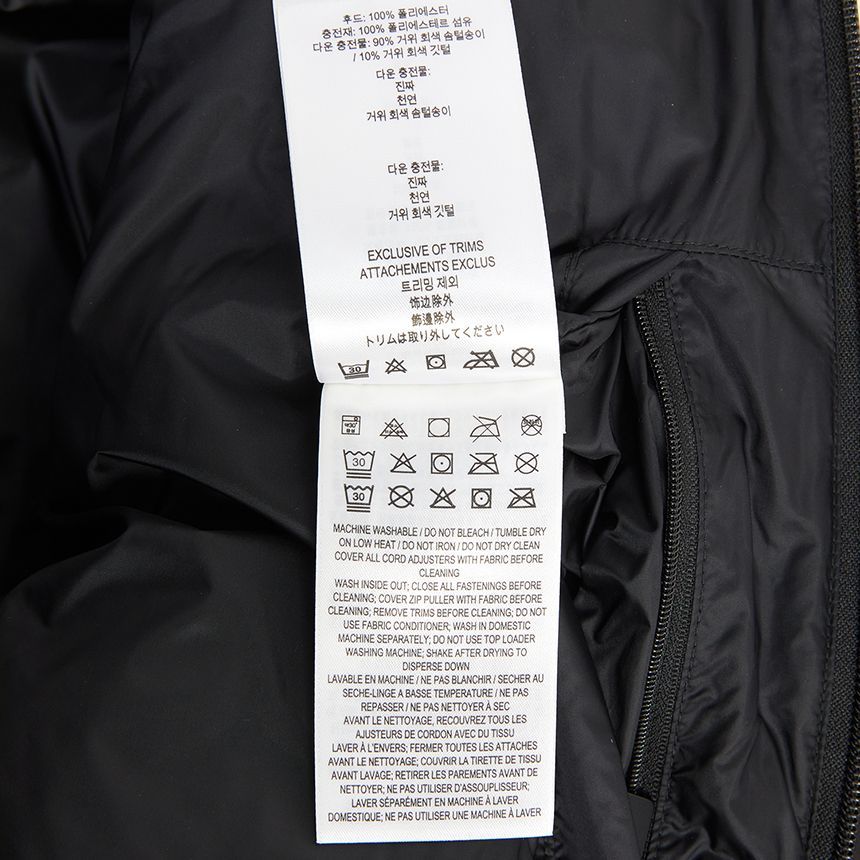 후드: 100% 폴리에스터
충전재: 100% 폴리에스테르 섬유
다운 충전물: 90% 거위 회색 솜털송이
/ 10% 거위 회색 깃털
다운 충전물:
진짜
천연
거위 회색 솜털송이
다운 충전물:
진짜
천연
거위 회색 깃털
EXCLUSIVE OF TRIMS
ATTACHEMENTS EXCLUS
트리밍 제외
饰边除外
飾邊除外
トリムは取り外してください
30
30
30
MACHINE WASHABLE / DO NOT BLEACH / TUMBLE DRY
ON LOW HEAT / DO NOT IRON / DO NOT DRY CLEAN
COVER ALL CORD ADJUSTERS WITH FABRIC BEFORE
CLEANING
WASH INSIDE OUT; CLOSE ALL FASTENINGS BEFORE
CLEANING; COVER ZIP PULLER WITH FABRIC BEFORE
CLEANING; REMOVE TRIMS BEFORE CLEANING; DO NOT
USE FABRIC CONDITIONER; WASH IN DOMESTIC
MACHINE SEPARATELY; DO NOT USE TOP LOADER
WASHING MACHINE; SHAKE AFTER DRYING TO
DISPERSE DOWN
LAVABLE EN MACHINE / NE PAS BLANCHIR / SECHER AU
SECHE-LINGE A BASSE TEMPERATURE / NE PAS
REPASSER / NE PAS NETTOYER À SEC
AVANT LE NETTOYAGE, RECOUVREZ TOUS LES
AJUSTEURS DE CORDON AVEC DU TISSU
LAVER À L'ENVERS; FERMER TOUTES LES ATTACHES
AVANT LE NETTOYAGE; COUVRIR LA TIRETTE DE TISSU
AVANT LAVAGE; RETIRER LES PAREMENTS AVANT DE
NETTOYER; NE PAS UTILISER D'ASSOUPLISSEUR;
LAVER SÉPARÉMENT EN MACHINE À LAVER
DOMESTIQUE; NE PAS UTILISER UNE MACHINE À LAVER